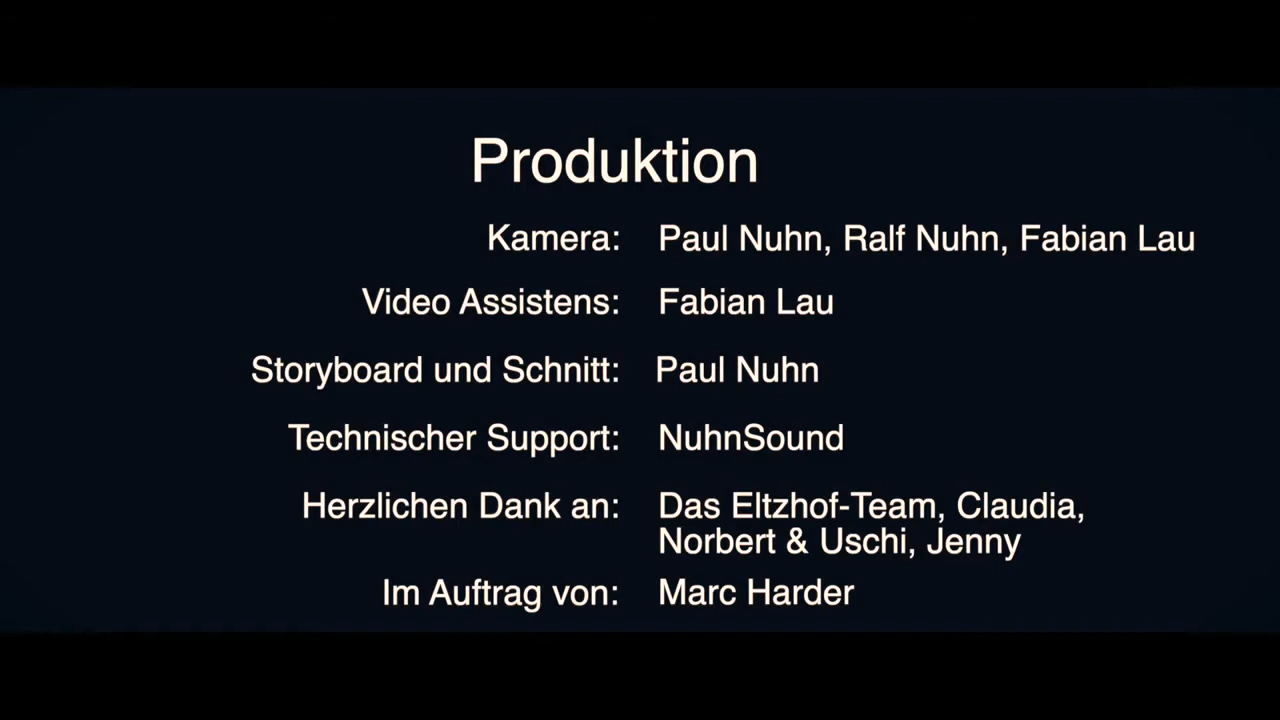 Produktion
Kamera: Paul Nuhn, Ralf Nuhn, Fabian Lau
Video Assistens: Fabian Lau
Storyboard und Schnitt: Paul Nuhn
Technischer Support: NuhnSound
Herzlichen Dank an: Das Eltzhof-Team, Claudia,
Norbert & Uschi, Jenny
Im Auftrag von: Marc Harder